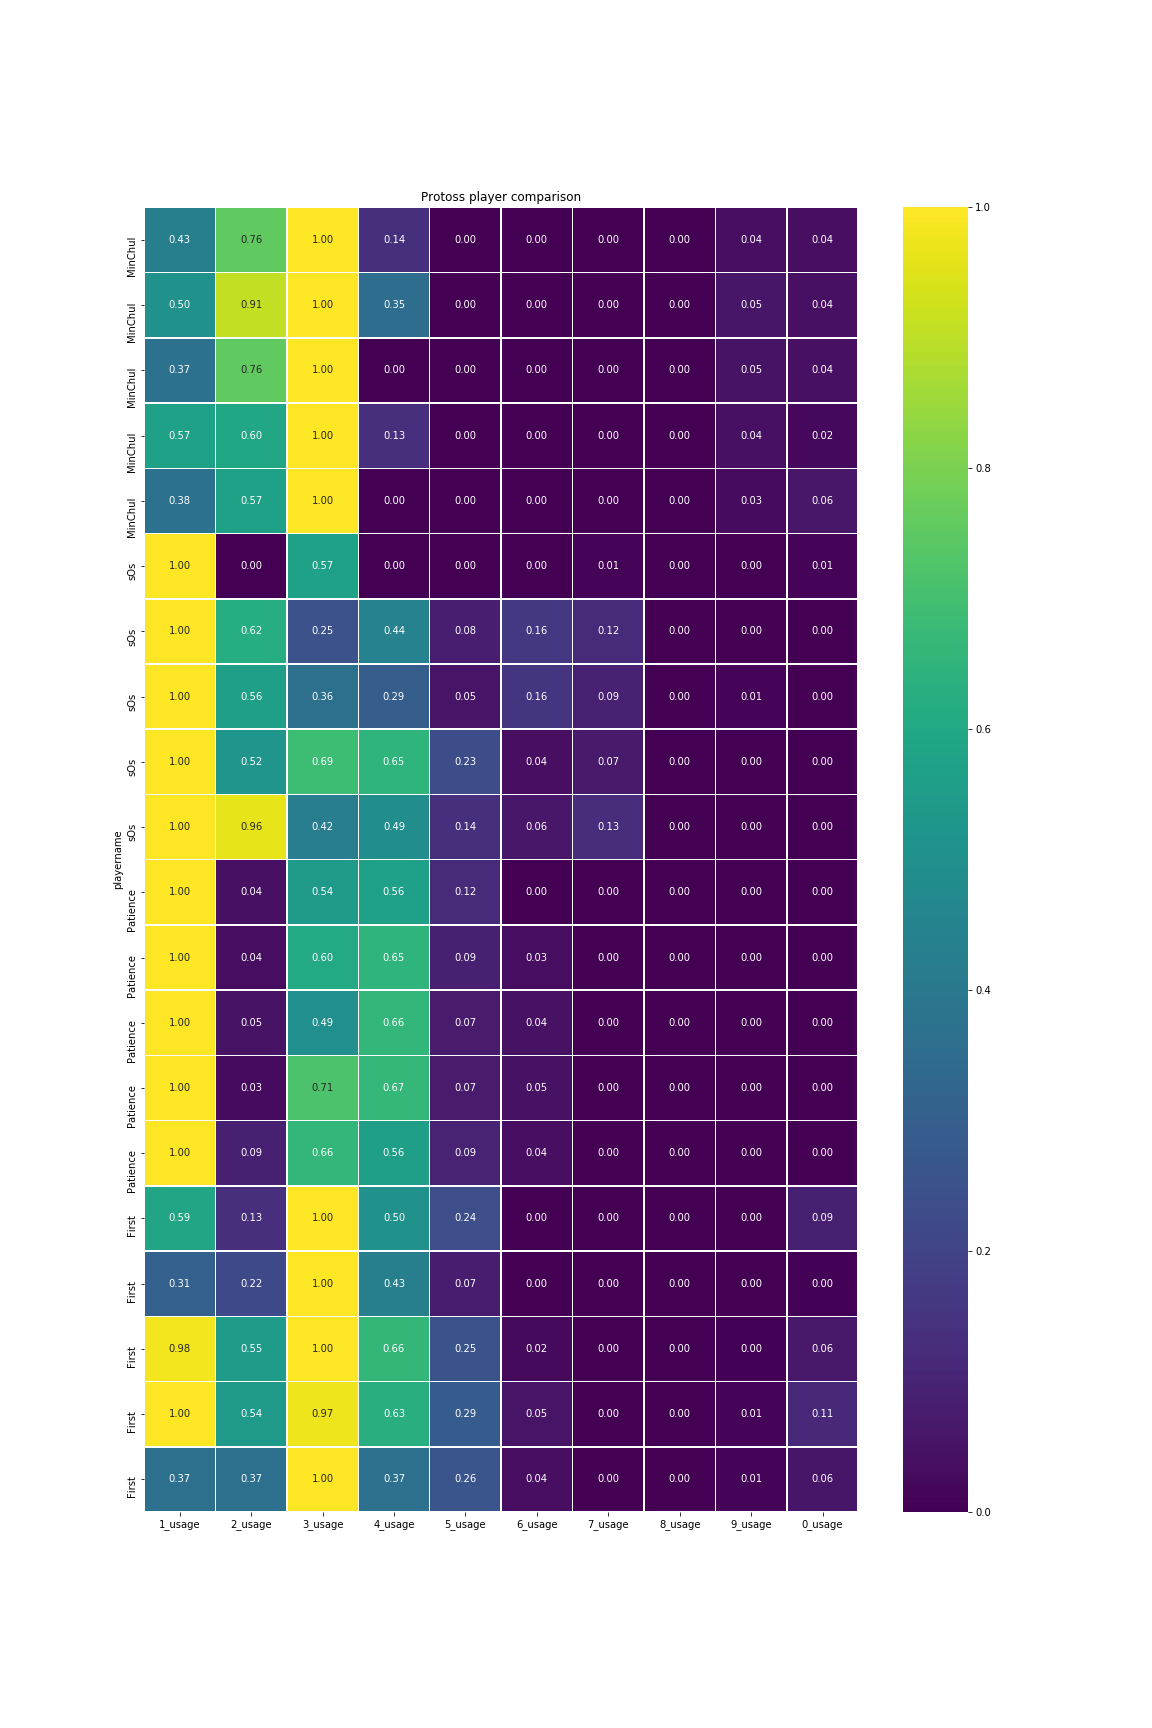 Protoss player comparison
MinChul 0.43 0.76 1.00 0.14 0.00 0.00 0.00 0.00 0.04 0.04
MinChul 0.50 0.91 1.00 0.35 0.00 0.00 0.00 0.00 0.05 0.04
MinChul 0.37 0.76 1.00 0.00 0.00 0.00 0.00 0.00 0.05 0.04
MinChul 0.57 0.60 1.00 0.13 0.00 0.00 0.00 0.00 0.04 0.02
MinChul 0.38 0.57 1.00 0.00 0.00 0.00 0.00 0.00 0.03 0.06
sOs 1.00 0.00 0.57 0.00 0.00 0.00 0.01 0.00 0.00 0.01
sOs 1.00 0.62 0.25 0.44 0.08 0.16 0.12 0.00 0.00 0.00
sOs 1.00 0.56 0.36 0.29 0.05 0.16 0.09 0.00 0.01 0.00
sOs 1.00 0.52 0.69 0.65 0.23 0.04 0.07 0.00 0.00 0.00
sOs 1.00 0.96 0.42 0.49 0.14 0.06 0.13 0.00 0.00 0.00
playername
Patience 1.00 0.04 0.54 0.56 0.12 0.00 0.00 0.00 0.00 0.00
Patience 1.00 0.04 0.60 0.65 0.09 0.03 0.00 0.00 0.00 0.00
Patience 1.00 0.05 0.49 0.66 0.07 0.04 0.00 0.00 0.00 0.00
Patience 1.00 0.03 0.71 0.67 0.07 0.05 0.00 0.00 0.00 0.00
Patience 1.00 0.09 0.66 0.56 0.09 0.04 0.00 0.00 0.00 0.00
First 0.59 0.13 1.00 0.50 0.24 0.00 0.00 0.00 0.00 0.09
First 0.31 0.22 1.00 0.43 0.07 0.00 0.00 0.00 0.00 0.00
First 0.98 0.55 1.00 0.66 0.25 0.02 0.00 0.00 0.00 0.06
First 1.00 0.54 0.97 0.63 0.29 0.05 0.00 0.00 0.01 0.11
First 0.37 0.37 1.00 0.37 0.26 0.04 0.00 0.00 0.01 0.06
1_usage 2_usage 3_usage 4_usage 5_usage 6_usage 7_usage 8_usage 9_usage 0_usage
1.0
0.8
0.6
0.4
0.2
0.0